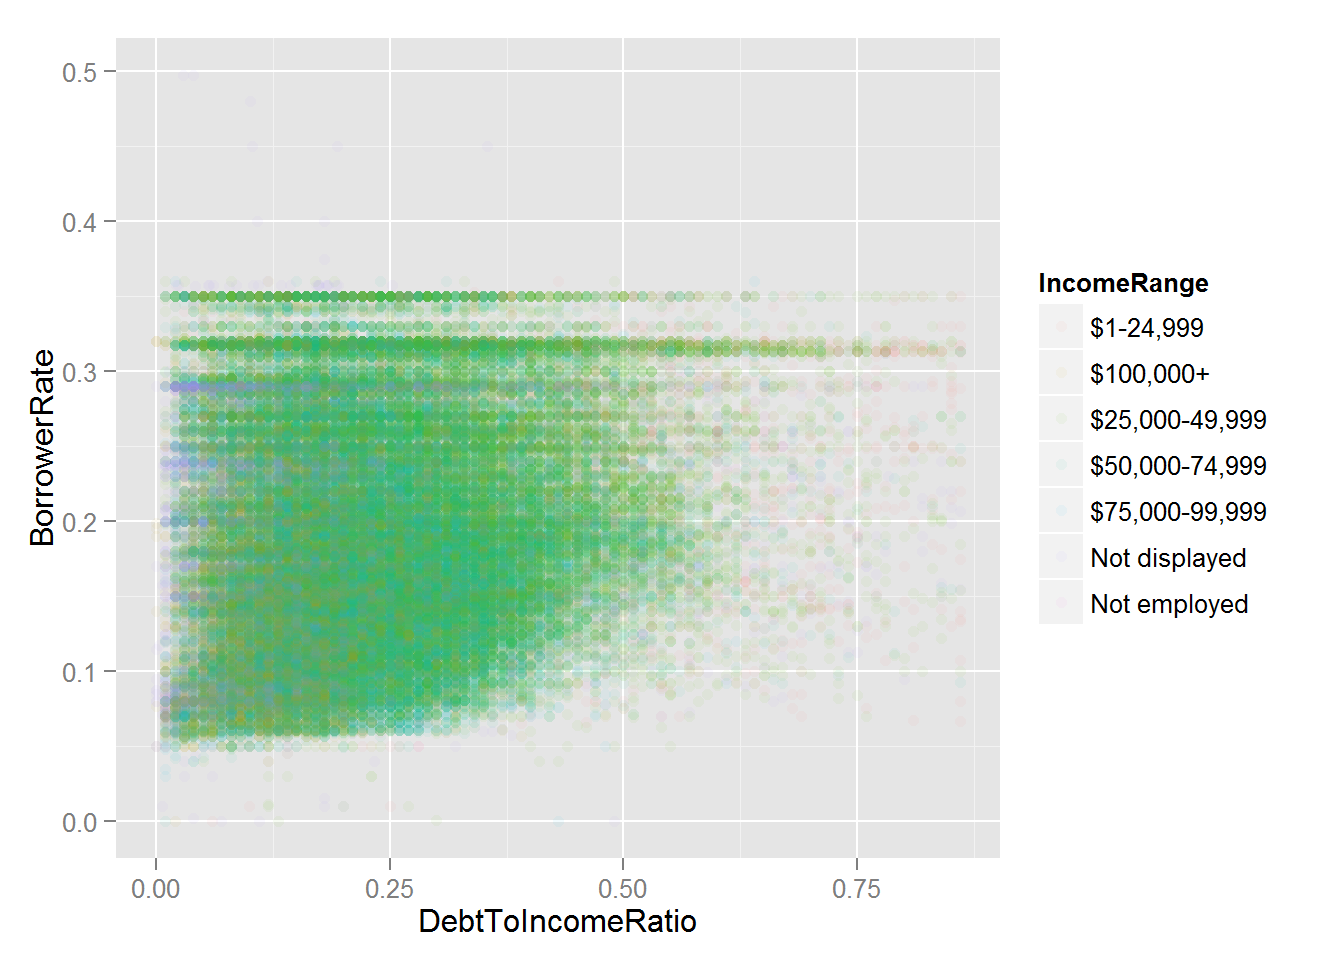 0.5
0.4
0.3
0.2
0.1
0.0
BorrowerRate
0.00 0.25 0.50 0.75
DebtToIncomeRatio
IncomeRange
$1-24,999
$100,000+
$25,000-49,999
$50,000-74,999
$75,000-99,999
Not displayed
Not employed